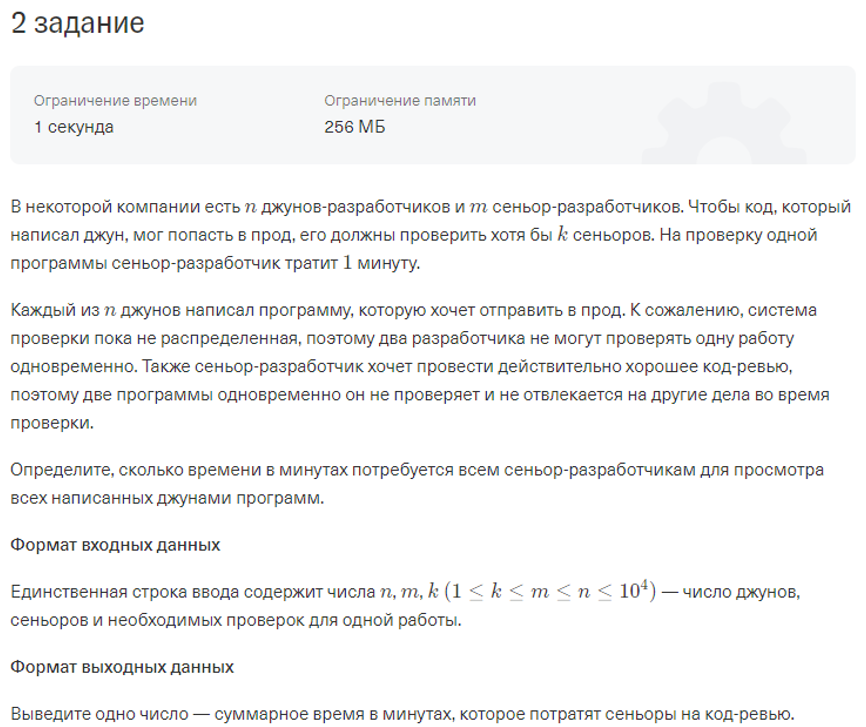 2 задание
Ограничение времени
Ограничение памяти
1 секунда
256 МБ
В некоторой компании есть n джунов-разработчиков и m сеньор-разработчиков. Чтобы код, который
написал джун, мог попасть в прод, его должны проверить хотя бы k сеньоров. На проверку одной
программы сеньор-разработчик тратит 1 минуту.
Каждый из n джунов написал программу, которую хочет отправить в прод. К сожалению, система
проверки пока не распределенная, поэтому два разработчика не могут проверять одну работу
одновременно. Также сеньор-разработчик хочет провести действительно хорошее код-ревью,
поэтому две программы одновременно он не проверяет и не отвлекается на другие дела во время
проверки.
Определите, сколько времени в минутах потребуется всем сеньор-разработчикам для просмотра
всех написанных джунами программ.
Формат входных данных
Единственная строка ввода содержит числа n, m, k (1 ≤ k ≤ m ≤ n ≤ 10⁴) — число джунов,
сеньоров и необходимых проверок для одной работы.
Формат выходных данных
Выведите одно число — суммарное время в минутах, которое потратят сеньоры на код-ревью.